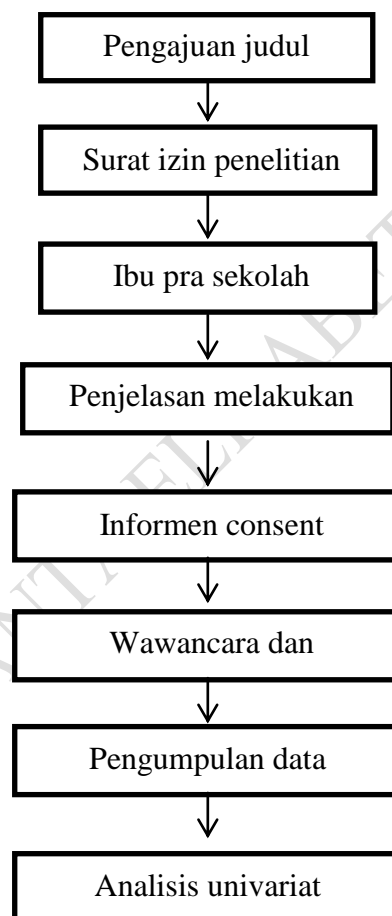 Pengajuan judul
Surat izin penelitian
Ibu pra sekolah
Penjelasan melakukan
Informen consent
Wawancara dan
Pengumpulan data
Analisis univariat